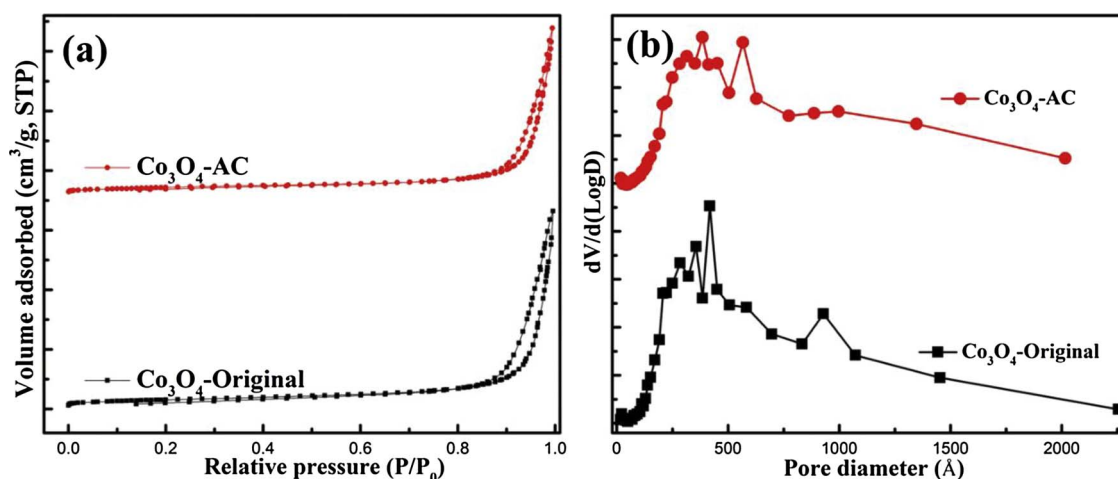 (a)
Volume adsorbed (cm³/g, STP)
Co₃O₄-AC
Co₃O₄-Original
0.0 0.2 0.4 0.6 0.8 1.0
Relative pressure (P/P₀)
(b)
dV/d(LogD)
Co₃O₄-AC
Co₃O₄-Original
0 500 1000 1500 2000
Pore diameter (Å)